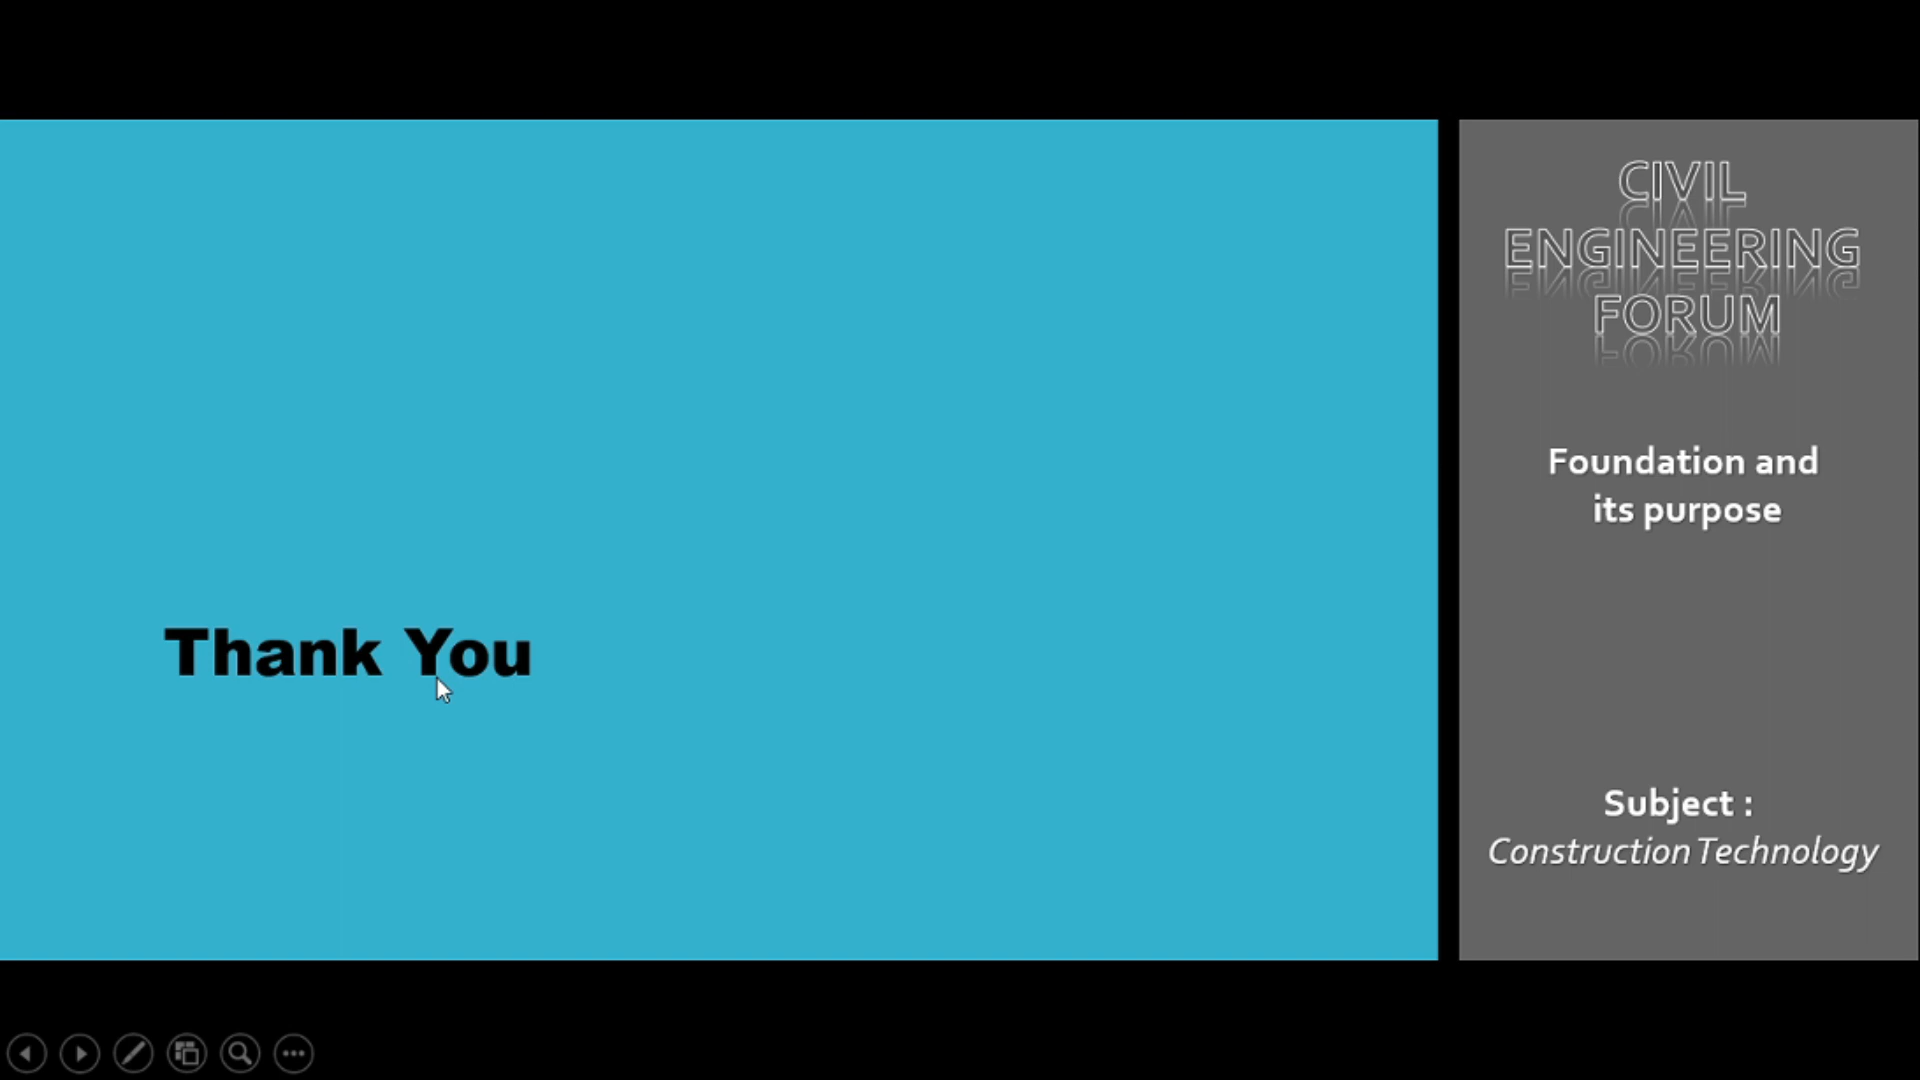 Thank You
CIVIL
ENGINEERING
FORUM
Foundation and
its purpose
Subject :
Construction Technology